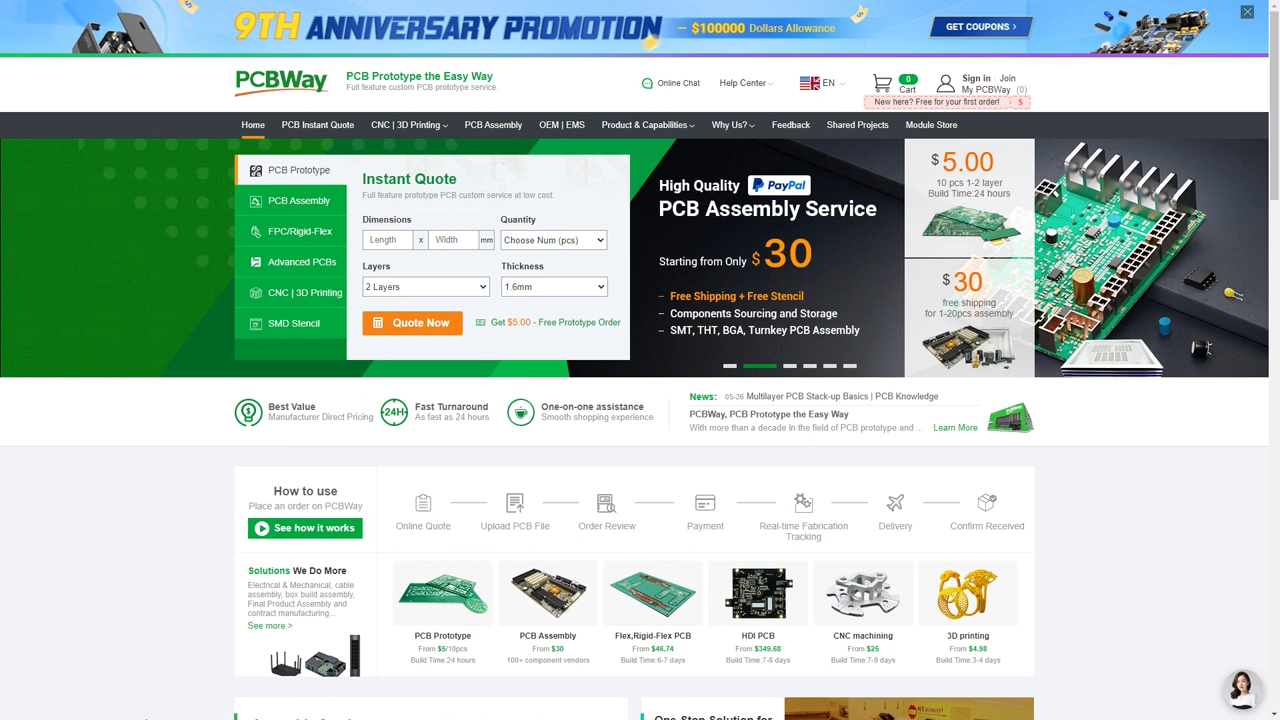 9TH ANNIVERSARY PROMOTION – $100000 Dollars Allowance GET COUPONS >
PCBWay
PCB Prototype the Easy Way
Full feature custom PCB prototype service.
Online Chat
Help Center
EN
0
Cart
Sign in | Join
My PCBWay (0)
New here? Free for your first order! $
Home PCB Instant Quote CNC | 3D Printing PCB Assembly OEM | EMS Product & Capabilities Why Us? Feedback Shared Projects Module Store
PCB Prototype
PCB Assembly
FPC/Rigid-Flex
Advanced PCBs
CNC | 3D Printing
SMD Stencil
Instant Quote
Full feature prototype PCB custom service at low cost.
Dimensions Quantity
Length x Width mm Choose Num (pcs)
Layers Thickness
2 Layers 1.6mm
Quote Now Get $5.00 - Free Prototype Order
High Quality PayPal
PCB Assembly Service
Starting from Only $30
– Free Shipping + Free Stencil
– Components Sourcing and Storage
– SMT, THT, BGA, Turnkey PCB Assembly
$5.00
10 pcs 1-2 layer
Build Time:24 hours
$30
free shipping
for 1-20pcs assembly
Best Value
Manufacturer Direct Pricing
24H
Fast Turnaround
As fast as 24 hours
One-on-one assistance
Smooth shopping experience
News: 05-26 Multilayer PCB Stack-up Basics | PCB Knowledge
PCBWay, PCB Prototype the Easy Way
With more than a decade in the field of PCB prototype and ... Learn More
How to use
Place an order on PCBWay
See how it works
Online Quote
Upload PCB File
Order Review
Payment
Real-time Fabrication
Tracking
Delivery
Confirm Received
Solutions We Do More
Electrical & Mechanical, cable
assembly, box build assembly,
Final Product Assembly and
contract manufacturing...
See more >
PCB Prototype
From $5/10pcs
Build Time:24 hours
PCB Assembly
From $30
100+ component vendors
Flex,Rigid-Flex PCB
From $46.74
Build Time:6-7 days
HDI PCB
From $349.68
Build Time:7-8 days
CNC machining
From $25
Build Time:7-9 days
3D printing
From $4.98
Build Time:3-4 days
One-Stop Solution for